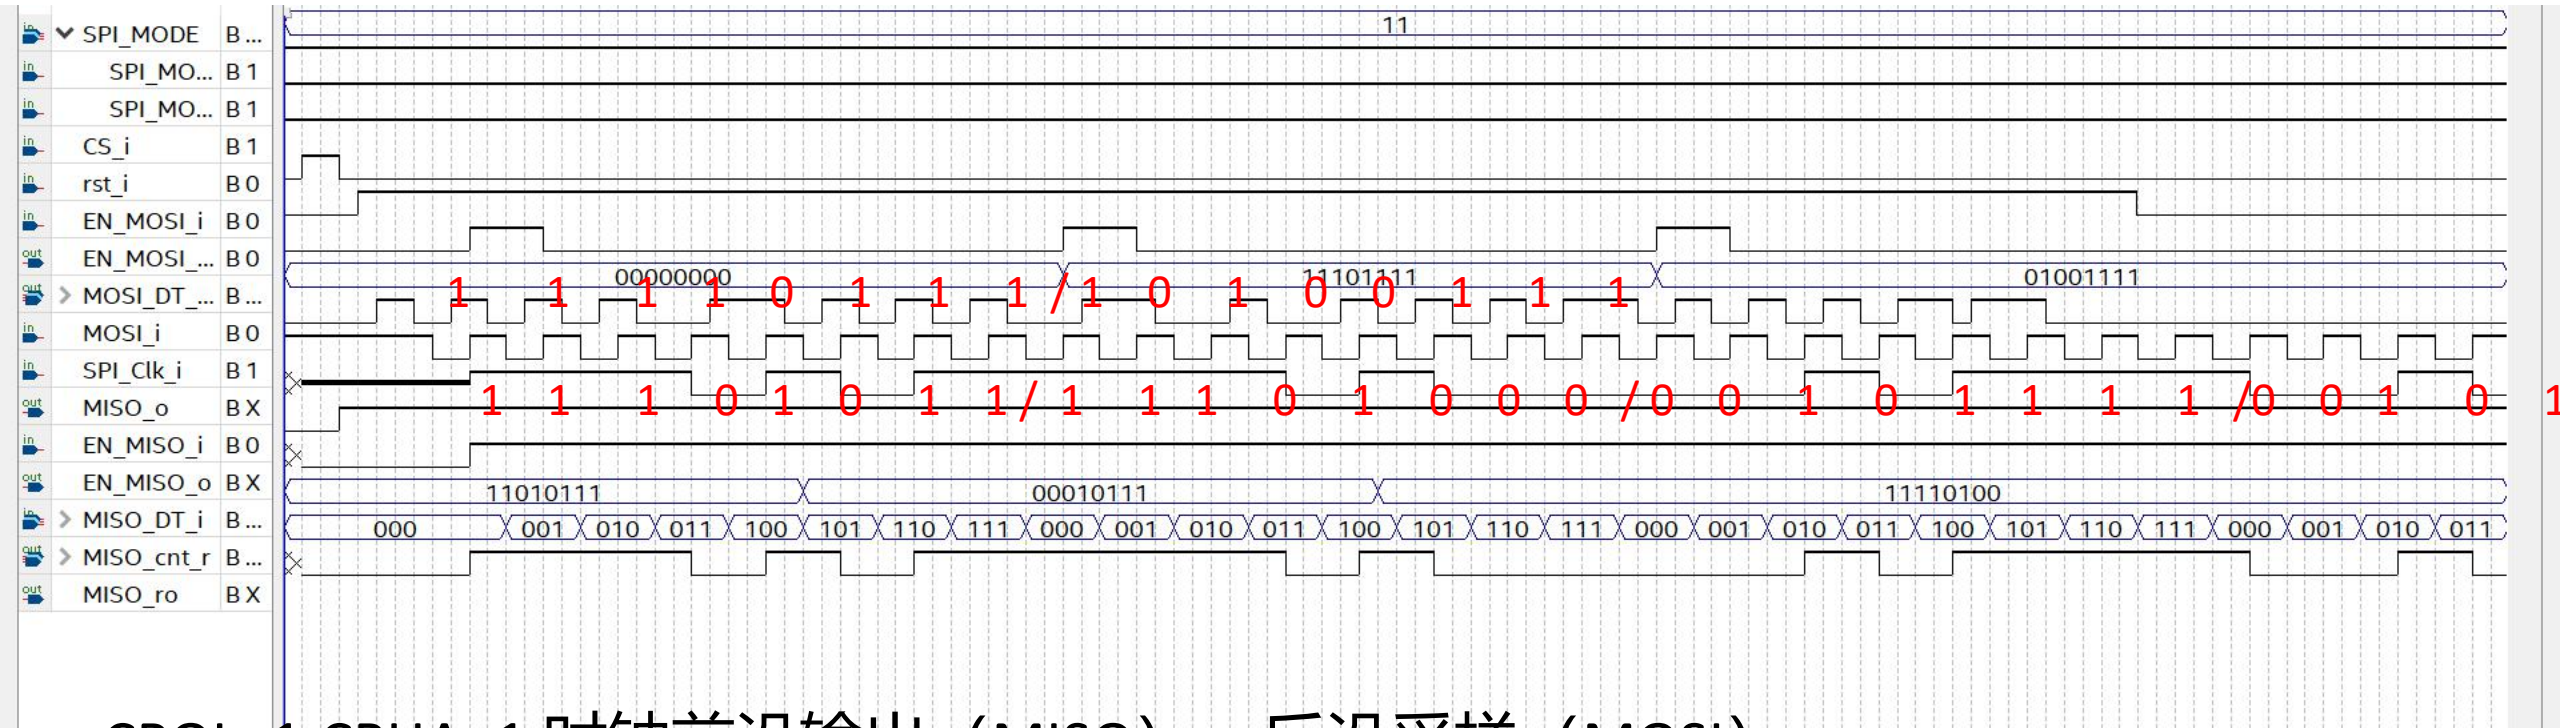 11
SPI_MODE B...
SPI_MO... B 1
SPI_MO... B 1
CS_i B 1
rst_i B 0
EN_MOSI_i B 0
EN_MOSI_... B 0
00000000 11101111 01001111
MOSI_DT_... B...
1 1 1 1 0 1 1 1 / 1 0 1 0 0 1 1 1
MOSI_i B 0
SPI_Clk_i B 1
MISO_o B X
1 1 1 0 1 0 1 1 / 1 1 1 0 1 0 0 0 / 0 0 1 0 1 1 1 1 / 0 0 1 0 1
EN_MISO_i B 0
EN_MISO_o B X
11010111 00010111 11110100
MISO_DT_i B...
000 001 010 011 100 101 110 111 000 001 010 011 100 101 110 111 000 001 010 011 100 101 110 111 000 001 010 011
MISO_cnt_r B...
MISO_ro B X